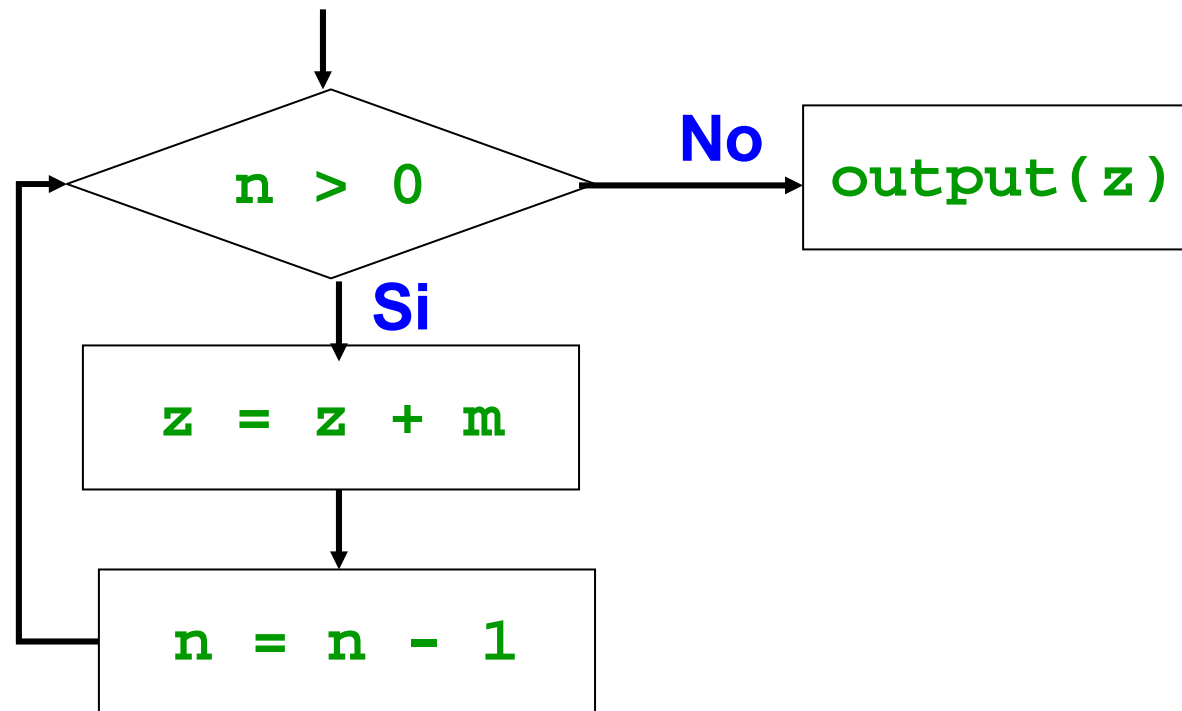 n > 0
No
output(z)
Si
z = z + m
n = n - 1